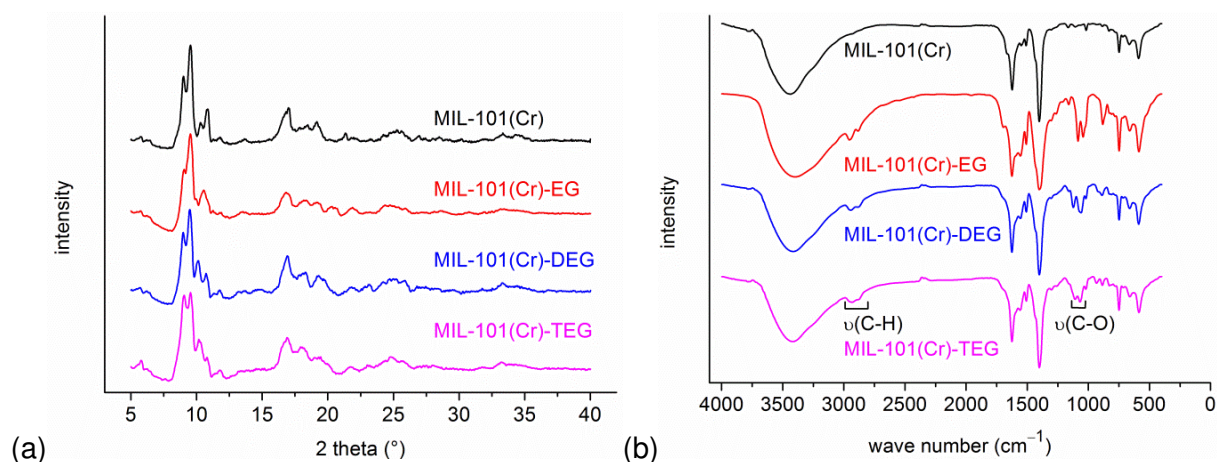 intensity
MIL-101(Cr)
MIL-101(Cr)-EG
MIL-101(Cr)-DEG
MIL-101(Cr)-TEG
5 10 15 20 25 30 35 40
2 theta (°)
(a)
intensity
MIL-101(Cr)
MIL-101(Cr)-EG
MIL-101(Cr)-DEG
υ(C-H) υ(C-O)
MIL-101(Cr)-TEG
4000 3500 3000 2500 2000 1500 1000 500 0
wave number (cm⁻¹)
(b)